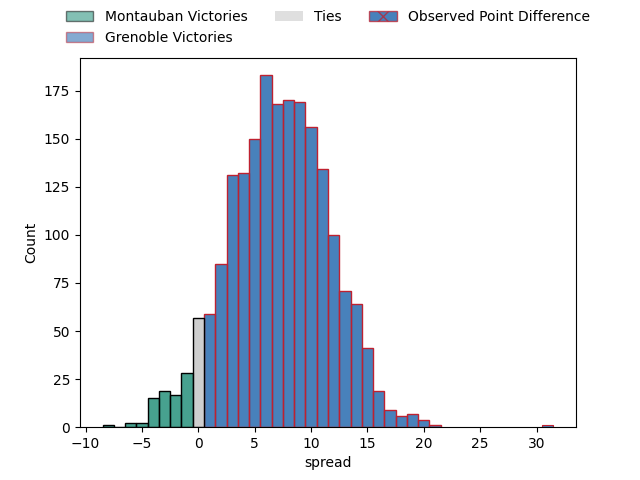 Montauban Victories
Ties
Observed Point Difference
Grenoble Victories
175
150
125
100
75
50
25
0
Count
−10 −5 0 5 10 15 20 25 30
spread